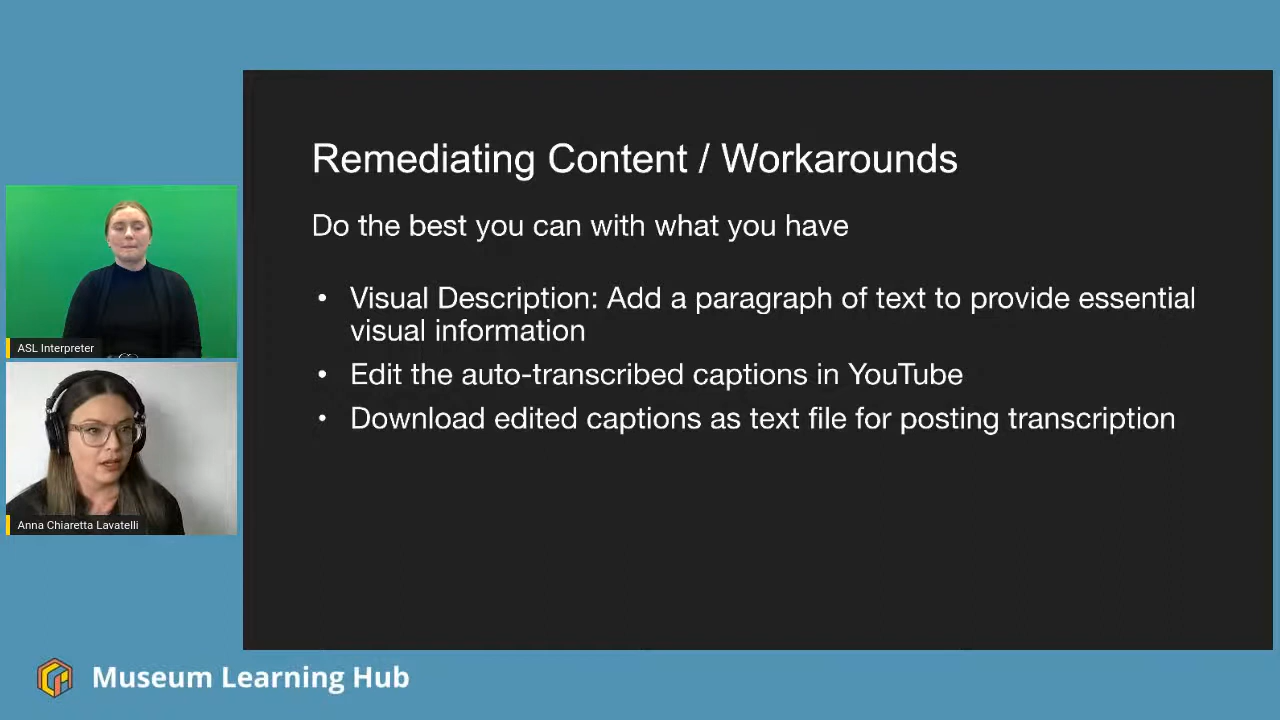 Remediating Content / Workarounds
Do the best you can with what you have
• Visual Description: Add a paragraph of text to provide essential
visual information
• Edit the auto-transcribed captions in YouTube
• Download edited captions as text file for posting transcription
ASL Interpreter
Anna Chiaretta Lavatelli
Museum Learning Hub